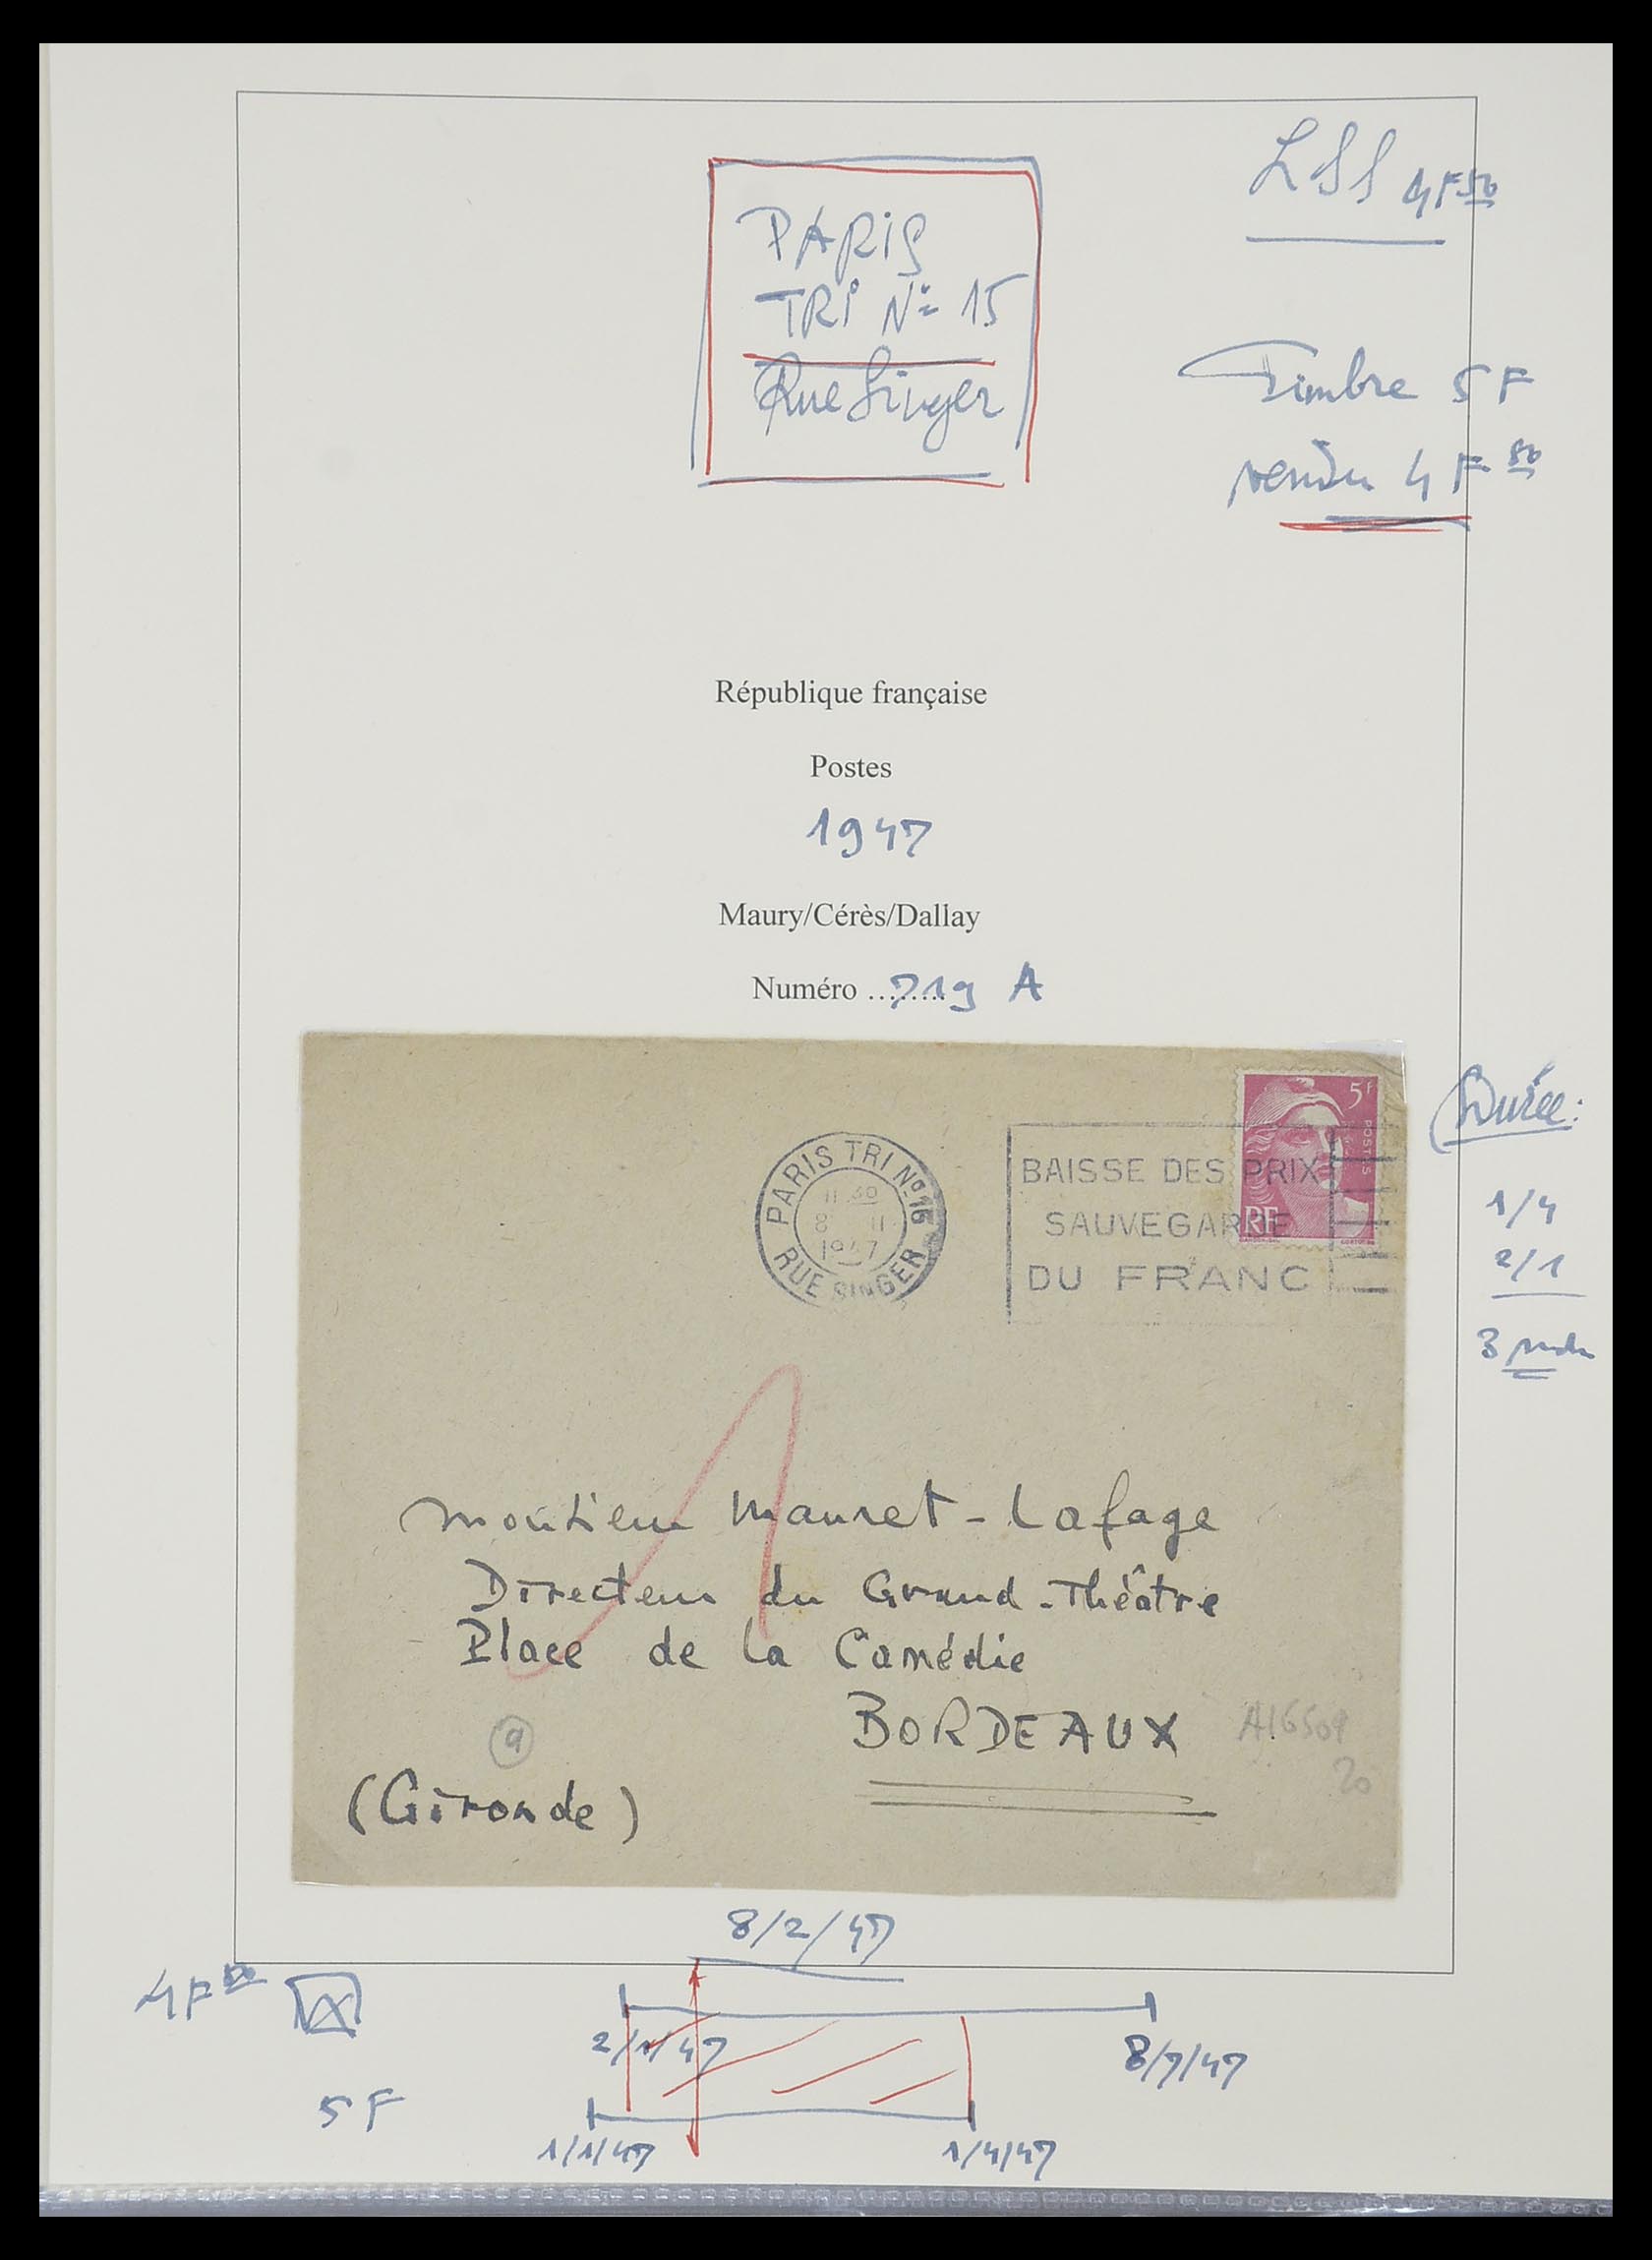 LSS 4F50
PARIS
TRI N° 15
Rue Singer
Timbre 5F
vendu 4F50
République française
Postes
1947
Maury/Cérès/Dallay
Numéro ........719 A
5F
POSTES
RF
PARIS TRI Nº16
11 30
8 II
1947
RUE SINGER
BAISSE DES PRIX
SAUVEGARDE
DU FRANC
Durée:
1/4
2/1
3
Monsieur Mauret-Lafage
Directeur du Grand-Théâtre
Place de la Comédie
BORDEAUX
A16509
20
a
(Gironde)
8/2/47
4F50
2/1/47
8/7/47
5F
1/1/47
1/4/47